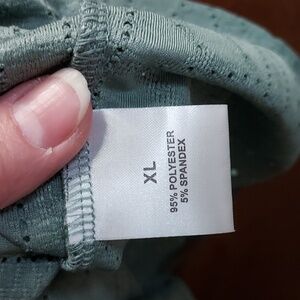 XL
95% POLYESTER
5% SPANDEX